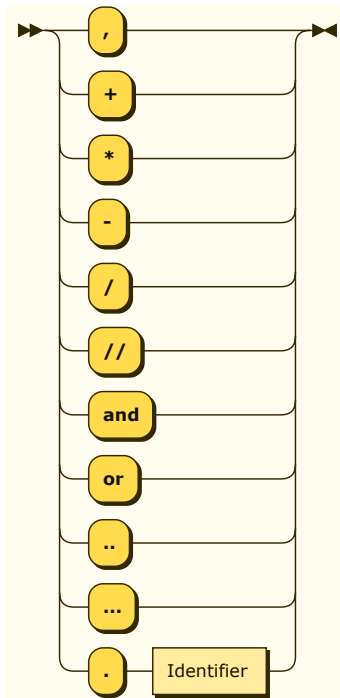 ,
+
*
-
/
//
and
or
..
...
. Identifier